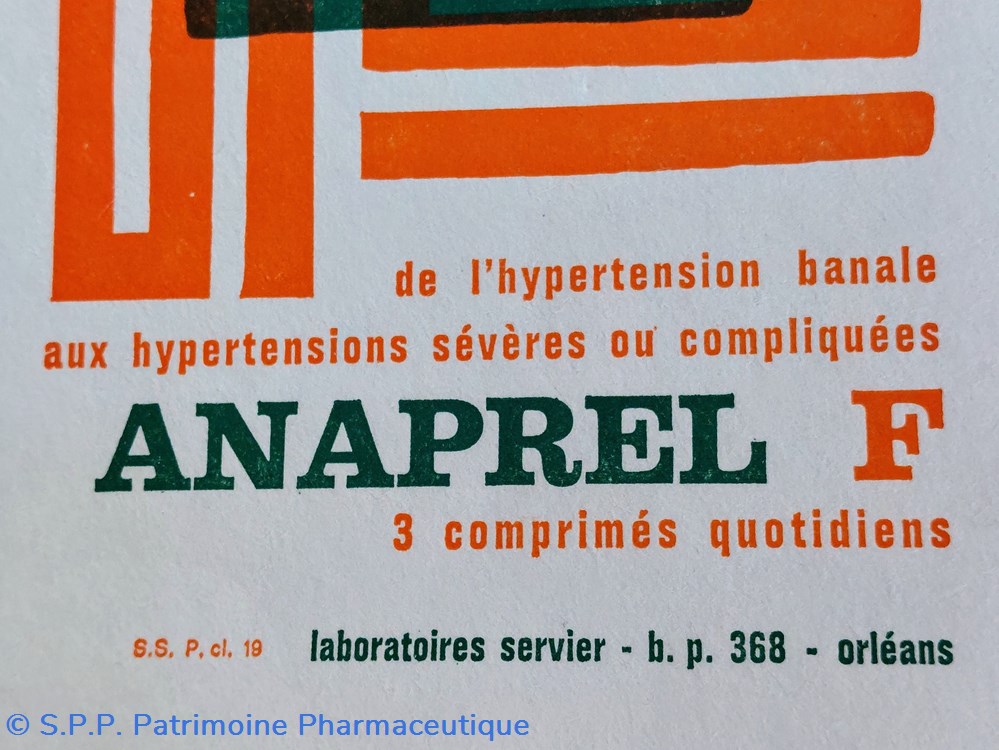 de l'hypertension banale
aux hypertensions sévères ou compliquées
ANAPREL F
3 comprimés quotidiens
S.S. P. cl. 19 laboratoires servier - b. p. 368 - orléans
© S.P.P. Patrimoine Pharmaceutique